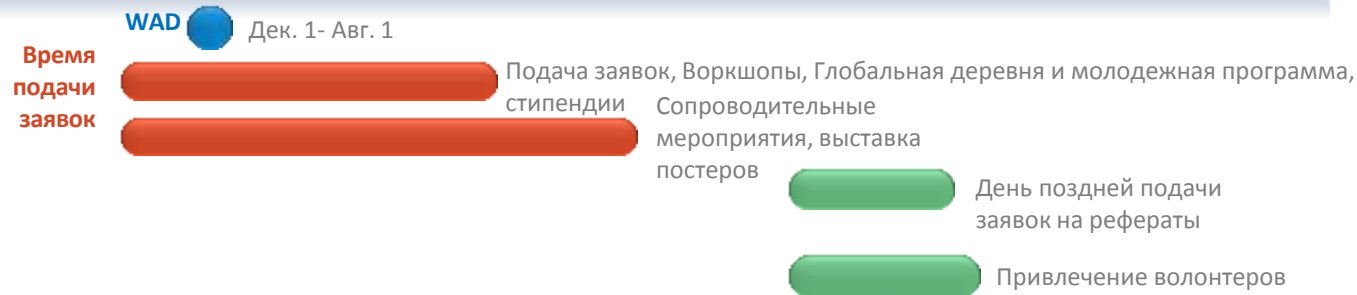 WAD
Дек. 1- Авг. 1
Время
подачи
заявок
Подача заявок, Воркшопы, Глобальная деревня и молодежная программа,
стипендии
Сопроводительные
мероприятия, выставка
постеров
День поздней подачи
заявок на рефераты
Привлечение волонтеров